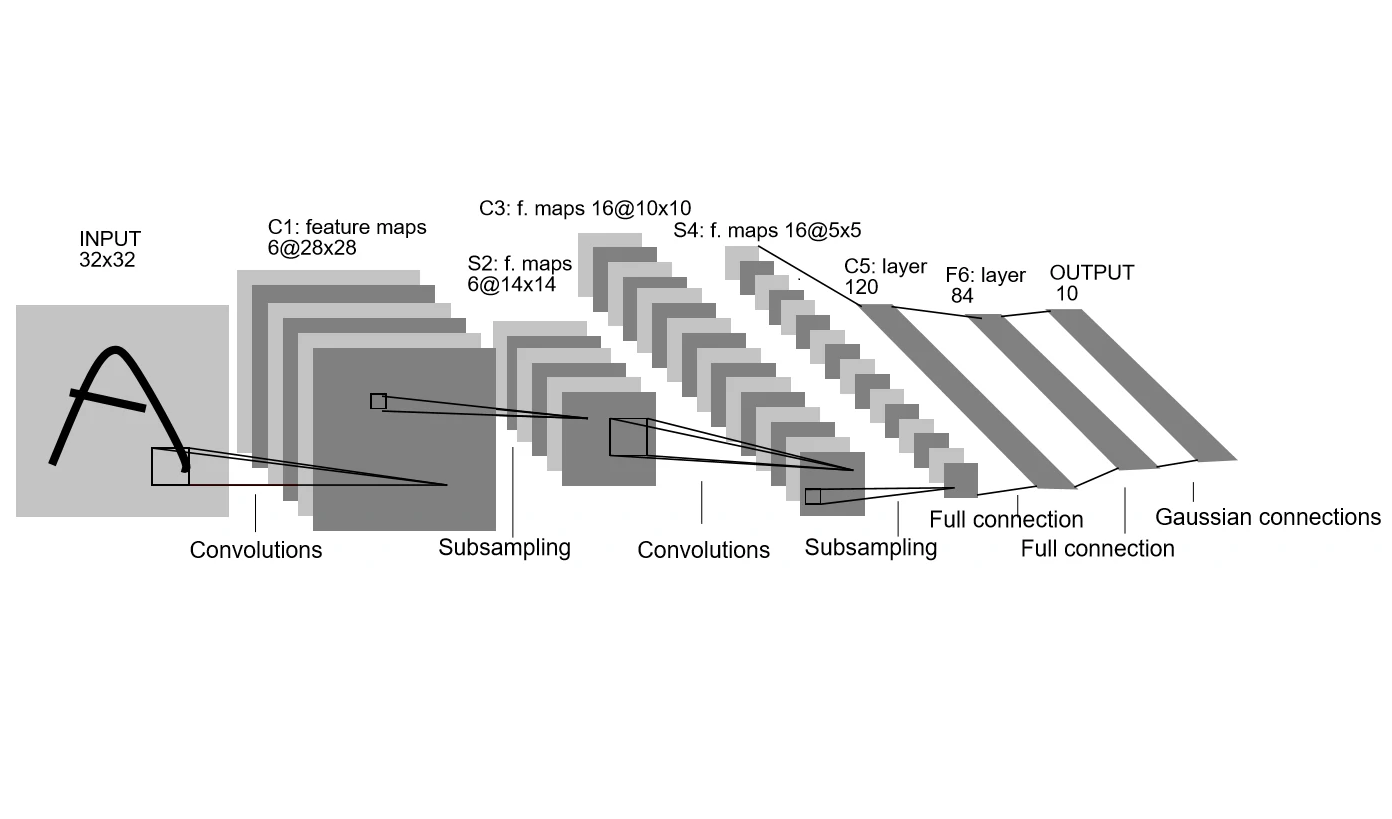 INPUT
32x32
C1: feature maps
6@28x28
S2: f. maps
6@14x14
C3: f. maps 16@10x10
S4: f. maps 16@5x5
C5: layer
120
F6: layer
84
OUTPUT
10
Convolutions
Subsampling
Convolutions
Subsampling
Full connection
Full connection
Gaussian connections
A